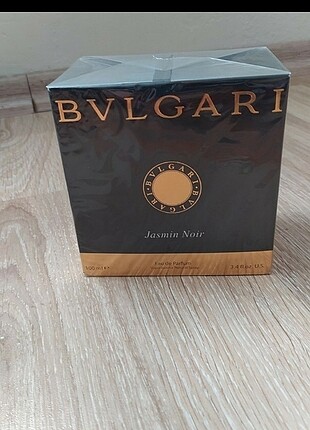 BVLGARI
BVLGARI • BVLGARI •
Jasmin Noir
Eau de Parfum
100 ml e 3.4 fl.oz. U.S.